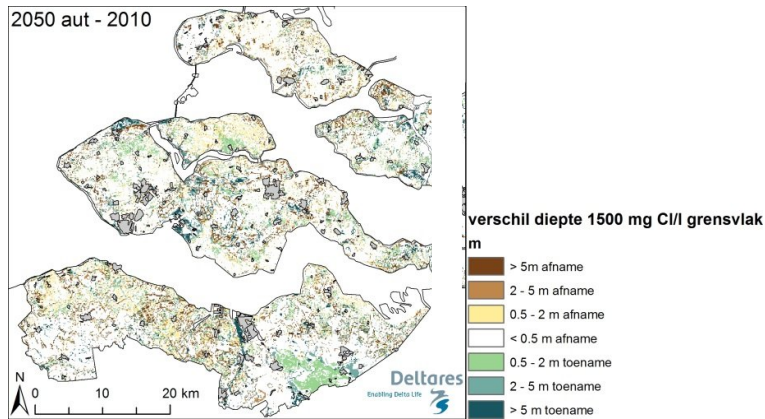 2050 aut - 2010
verschil diepte 1500 mg Cl/l grensvlak
m
> 5m afname
2 - 5 m afname
0.5 - 2 m afname
< 0.5 m afname
0.5 - 2 m toename
2 - 5 m toename
> 5 m toename
N
0 10 20 km
Deltares
Enabling Delta Life